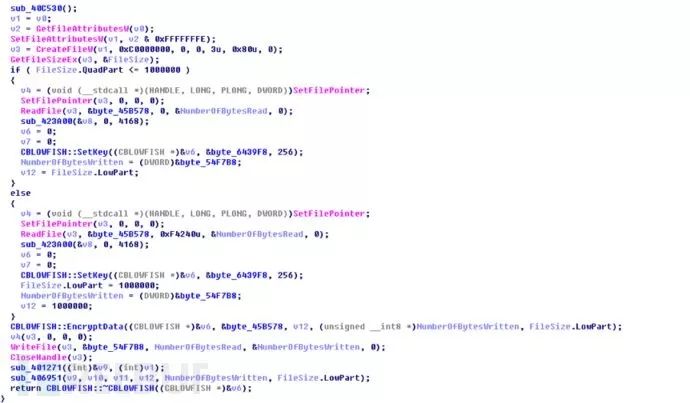 sub_40C530();
v1 = v0;
v2 = GetFileAttributesW(v0);
SetFileAttributesW(v1, v2 & 0xFFFFFFFE);
v3 = CreateFileW(v1, 0xC0000000, 0, 0, 3u, 0x80u, 0);
GetFileSizeEx(v3, &FileSize);
if ( FileSize.QuadPart <= 1000000 )
{
v4 = (void (__stdcall *)(HANDLE, LONG, PLONG, DWORD))SetFilePointer;
SetFilePointer(v3, 0, 0, 0);
ReadFile(v3, &byte_45B578, 0, &NumberOfBytesRead, 0);
sub_423A00(&v8, 0, 4168);
v6 = 0;
v7 = 0;
CBLOWFISH::SetKey((CBLOWFISH *)&v6, &byte_6439F8, 256);
NumberOfBytesWritten = (DWORD)&byte_54F7B8;
v12 = FileSize.LowPart;
}
else
{
v4 = (void (__stdcall *)(HANDLE, LONG, PLONG, DWORD))SetFilePointer;
SetFilePointer(v3, 0, 0, 0);
ReadFile(v3, &byte_45B578, 0xF4240u, &NumberOfBytesRead, 0);
sub_423A00(&v8, 0, 4168);
v6 = 0;
v7 = 0;
CBLOWFISH::SetKey((CBLOWFISH *)&v6, &byte_6439F8, 256);
FileSize.LowPart = 1000000;
NumberOfBytesWritten = (DWORD)&byte_54F7B8;
v12 = 1000000;
}
CBLOWFISH::EncryptData((CBLOWFISH *)&v6, &byte_45B578, v12, (unsigned __int8 *)NumberOfBytesWritten, FileSize.LowPart);
v4(v3, 0, 0, 0);
WriteFile(v3, &byte_54F7B8, NumberOfBytesRead, &NumberOfBytesWritten, 0);
CloseHandle(v3);
sub_401271((int)&v9, (int)v1);
sub_406951(v9, v10, v11, v12, NumberOfBytesWritten, FileSize.LowPart);
return CBLOWFISH::~CBLOWFISH((CBLOWFISH *)&v6);
}